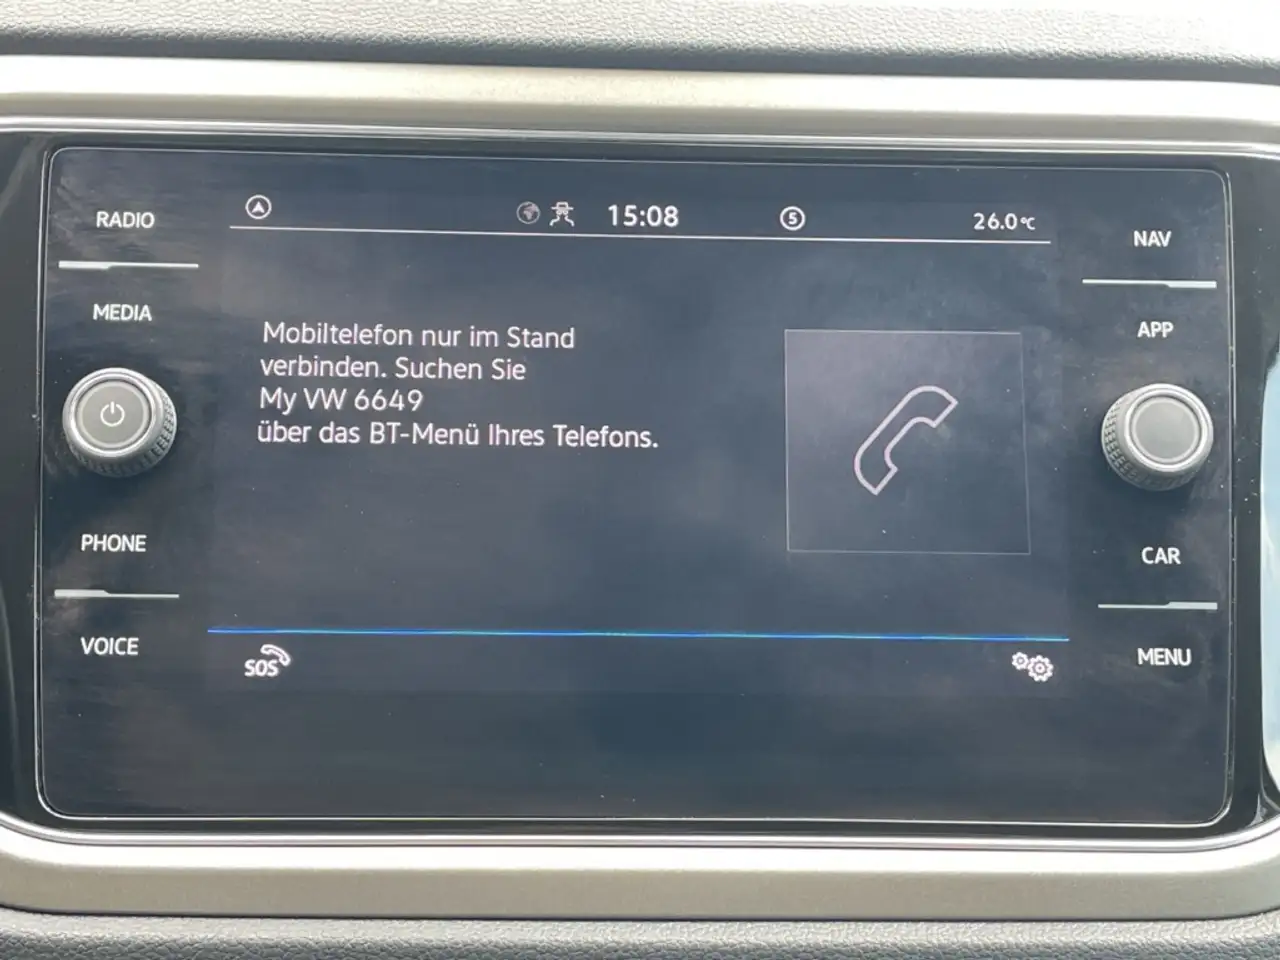 RADIO
MEDIA
PHONE
VOICE
15:08
5
26.0°C
Mobiltelefon nur im Stand
verbinden. Suchen Sie
My VW 6649
über das BT-Menü Ihres Telefons.
SOS
NAV
APP
CAR
MENU